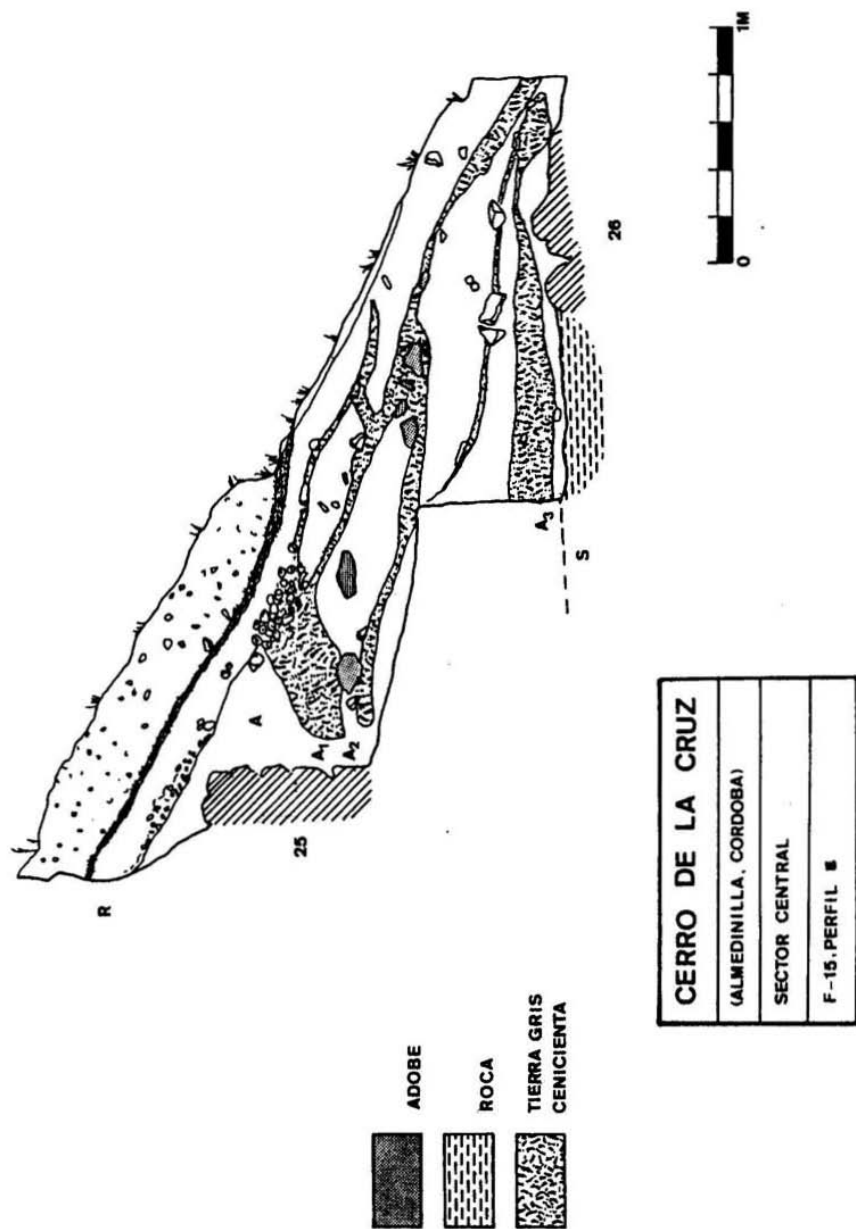 R
A
A₁
A₂
25
A₃
S
26
0 1M
ADOBE
ROCA
TIERRA GRIS
CENICIENTA
CERRO DE LA CRUZ
(ALMEDINILLA, CORDOBA)
SECTOR CENTRAL
F-15.PERFIL